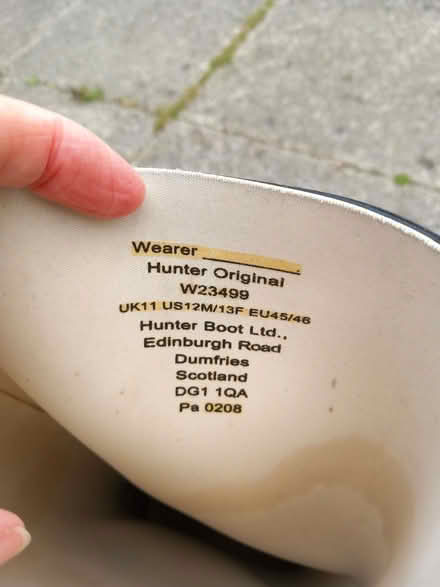 Wearer
Hunter Original
W23499
UK11 US12M/13F EU45/46
Hunter Boot Ltd.,
Edinburgh Road
Dumfries
Scotland
DG1 1QA
Pa 0208